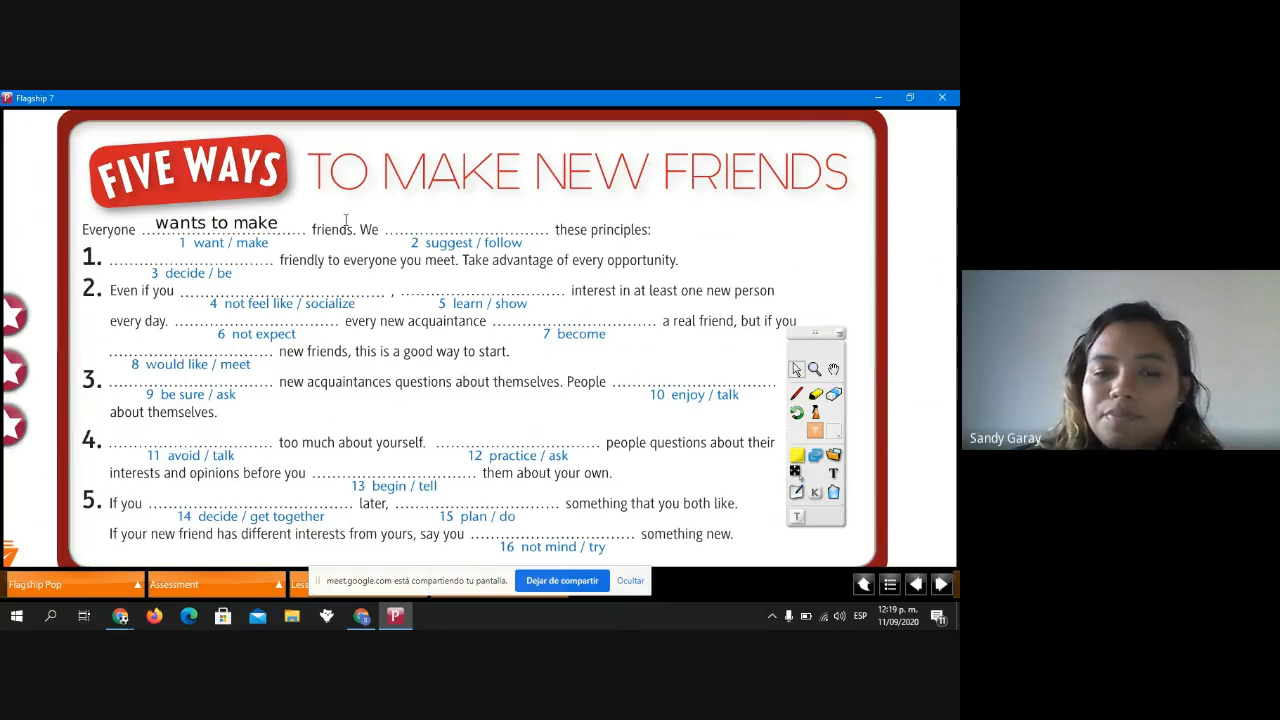 Flagship 7
FIVE WAYS TO MAKE NEW FRIENDS
Everyone wants to make friends. We ............ these principles:
1 want / make 2 suggest / follow
1. ............ friendly to everyone you meet. Take advantage of every opportunity.
3 decide / be
2. Even if you ............ , ............ interest in at least one new person
4 not feel like / socialize 5 learn / show
every day. ............ every new acquaintance ............ a real friend, but if you
6 not expect 7 become
............ new friends, this is a good way to start.
8 would like / meet
3. ............ new acquaintances questions about themselves. People ............
9 be sure / ask 10 enjoy / talk
about themselves.
4. ............ too much about yourself. ............ people questions about their
11 avoid / talk 12 practice / ask
interests and opinions before you ............ them about your own.
13 begin / tell
5. If you ............ later, ............ something that you both like.
14 decide / get together 15 plan / do
If your new friend has different interests from yours, say you ............ something new.
16 not mind / try
Sandy Garay
T
K
T
Flagship Pop Assessment Less
meet.google.com está compartiendo tu pantalla. Dejar de compartir Ocultar
ESP 12:19 p. m.
11/09/2020